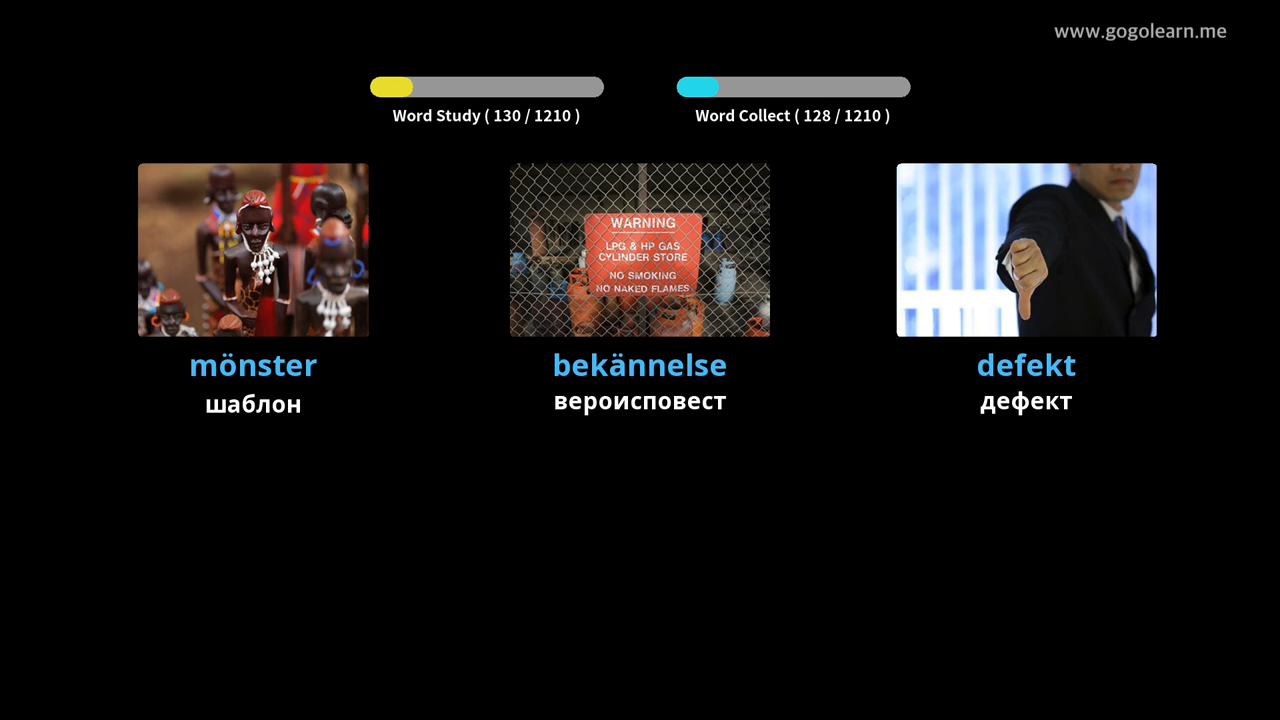 www.gogolearn.me
Word Study ( 130 / 1210 )
Word Collect ( 128 / 1210 )
WARNING
LPG & HP GAS
CYLINDER STORE
NO SMOKING
NO NAKED FLAMES
mönster
bekännelse
defekt
шаблон
вероисповест
дефект